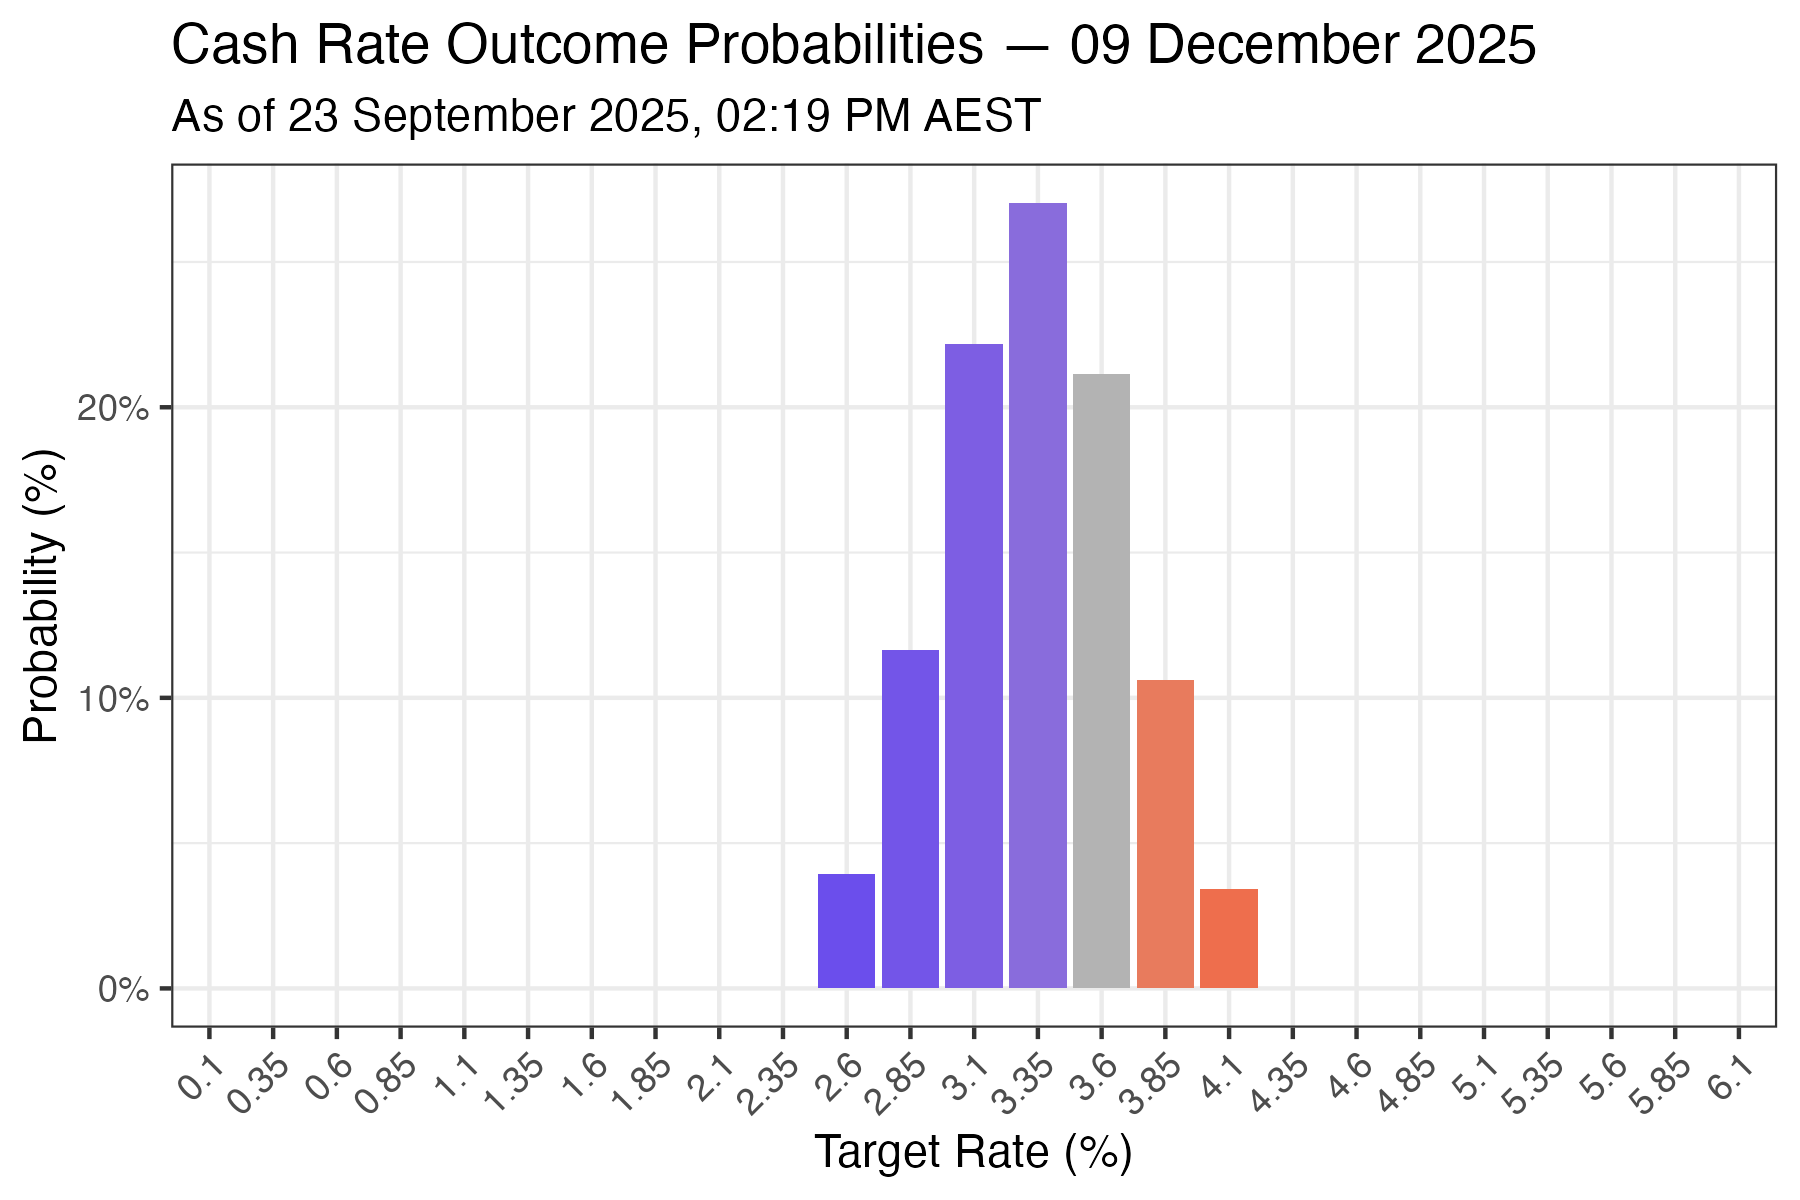 Cash Rate Outcome Probabilities — 09 December 2025
As of 23 September 2025, 02:19 PM AEST
Probability (%)
20%
10%
0%
0.1 0.35 0.6 0.85 1.1 1.35 1.6 1.85 2.1 2.35 2.6 2.85 3.1 3.35 3.6 3.85 4.1 4.35 4.6 4.85 5.1 5.35 5.6 5.85 6.1
Target Rate (%)